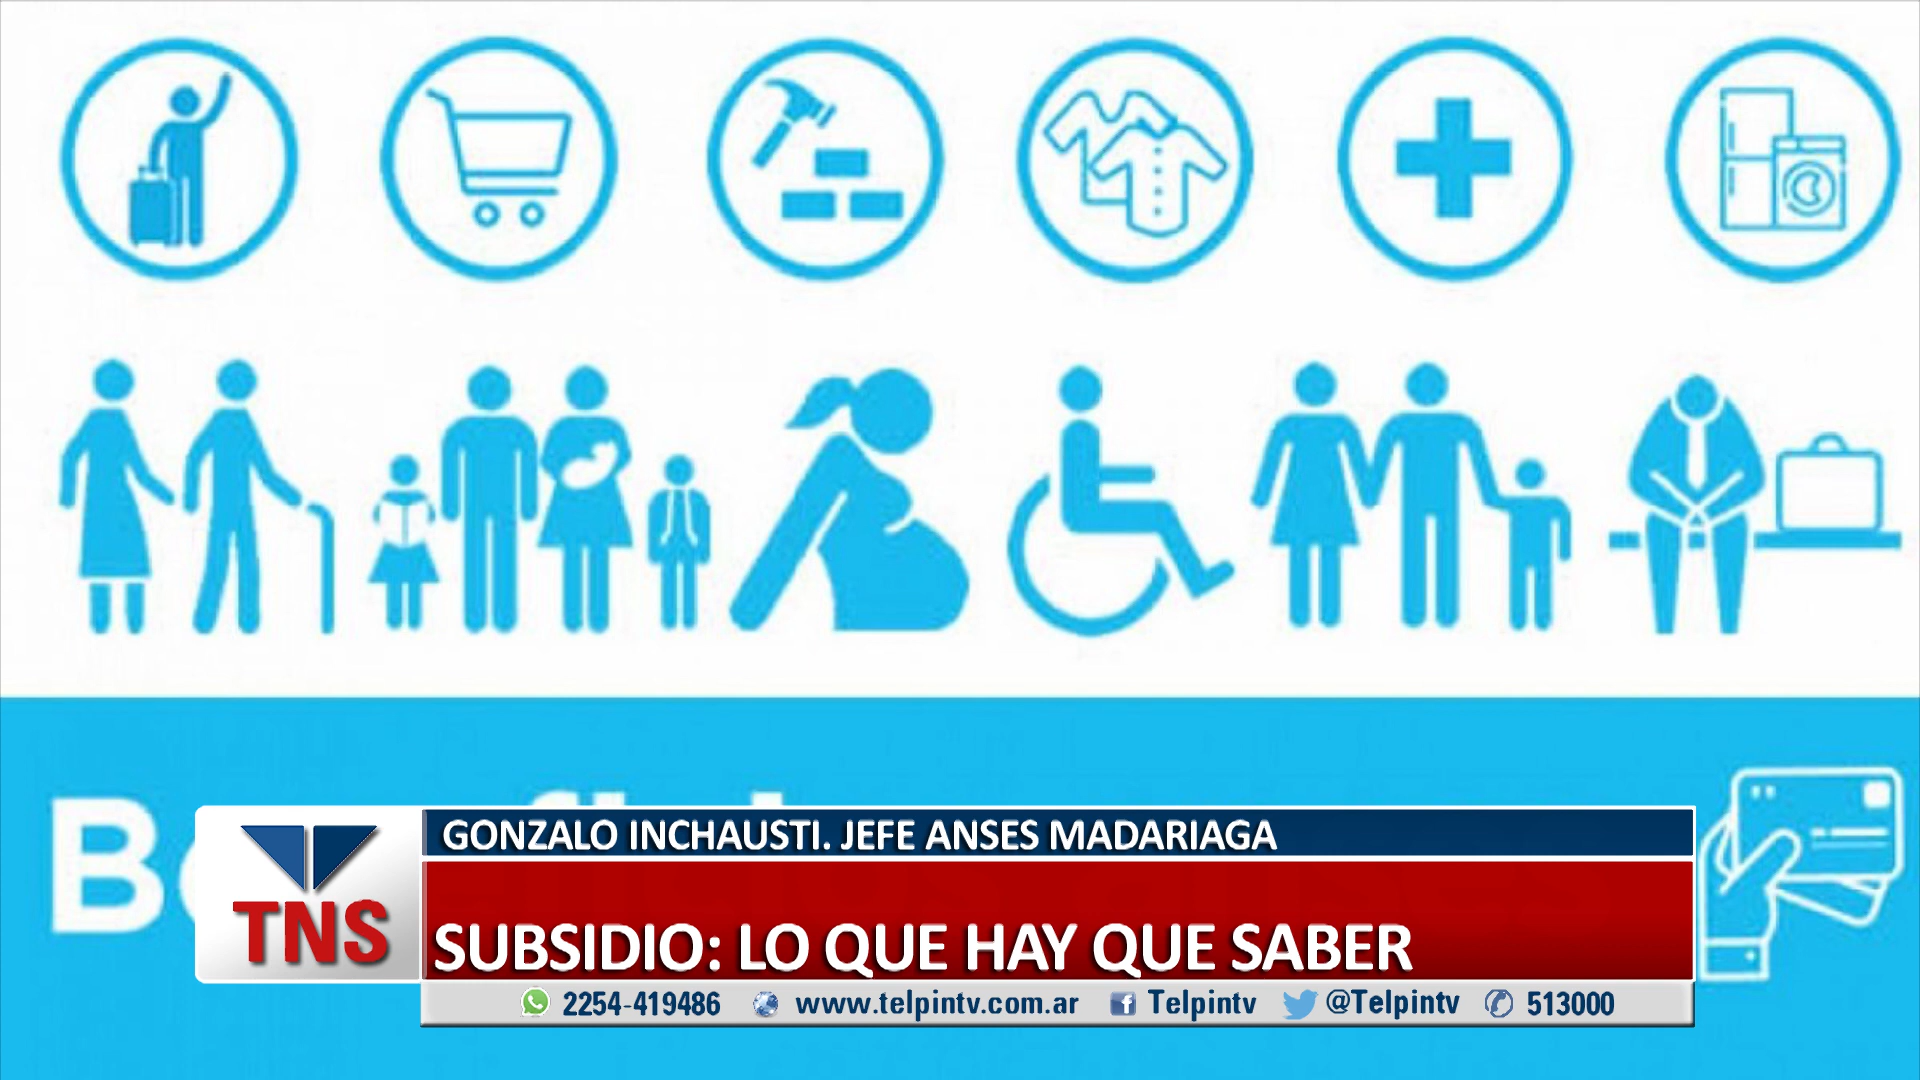 GONZALO INCHAUSTI. JEFE ANSES MADARIAGA
TNS
SUBSIDIO: LO QUE HAY QUE SABER
2254-419486 www.telpintv.com.ar Telpintv @Telpintv 513000